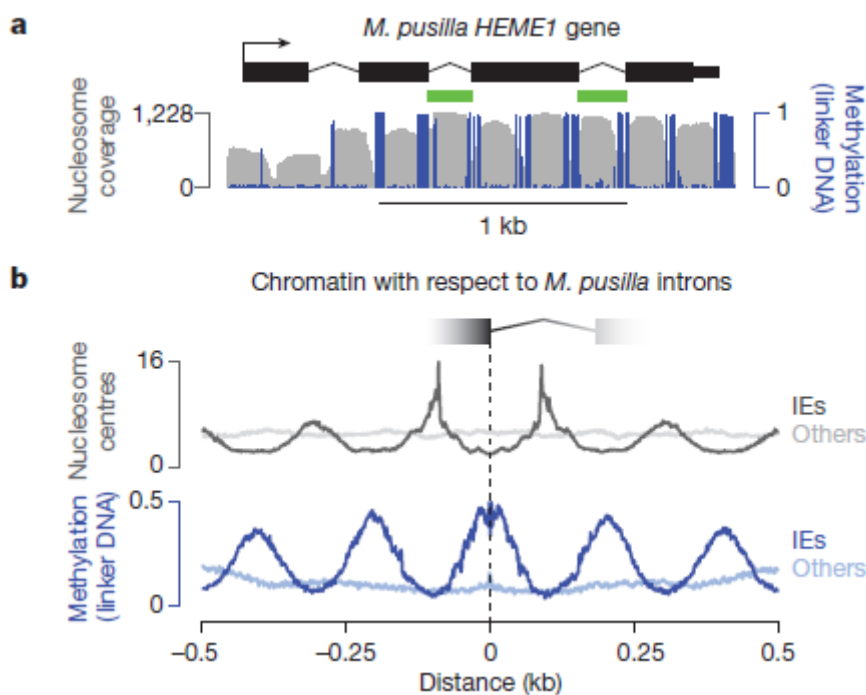 a
M. pusilla HEME1 gene
Nucleosome
coverage
1,228
0
1
0
Methylation
(linker DNA)
1 kb
b
Chromatin with respect to M. pusilla introns
Nucleosome
centres
16
0
IEs
Others
Methylation
(linker DNA)
0.5
0
IEs
Others
–0.5
–0.25
0
0.25
0.5
Distance (kb)